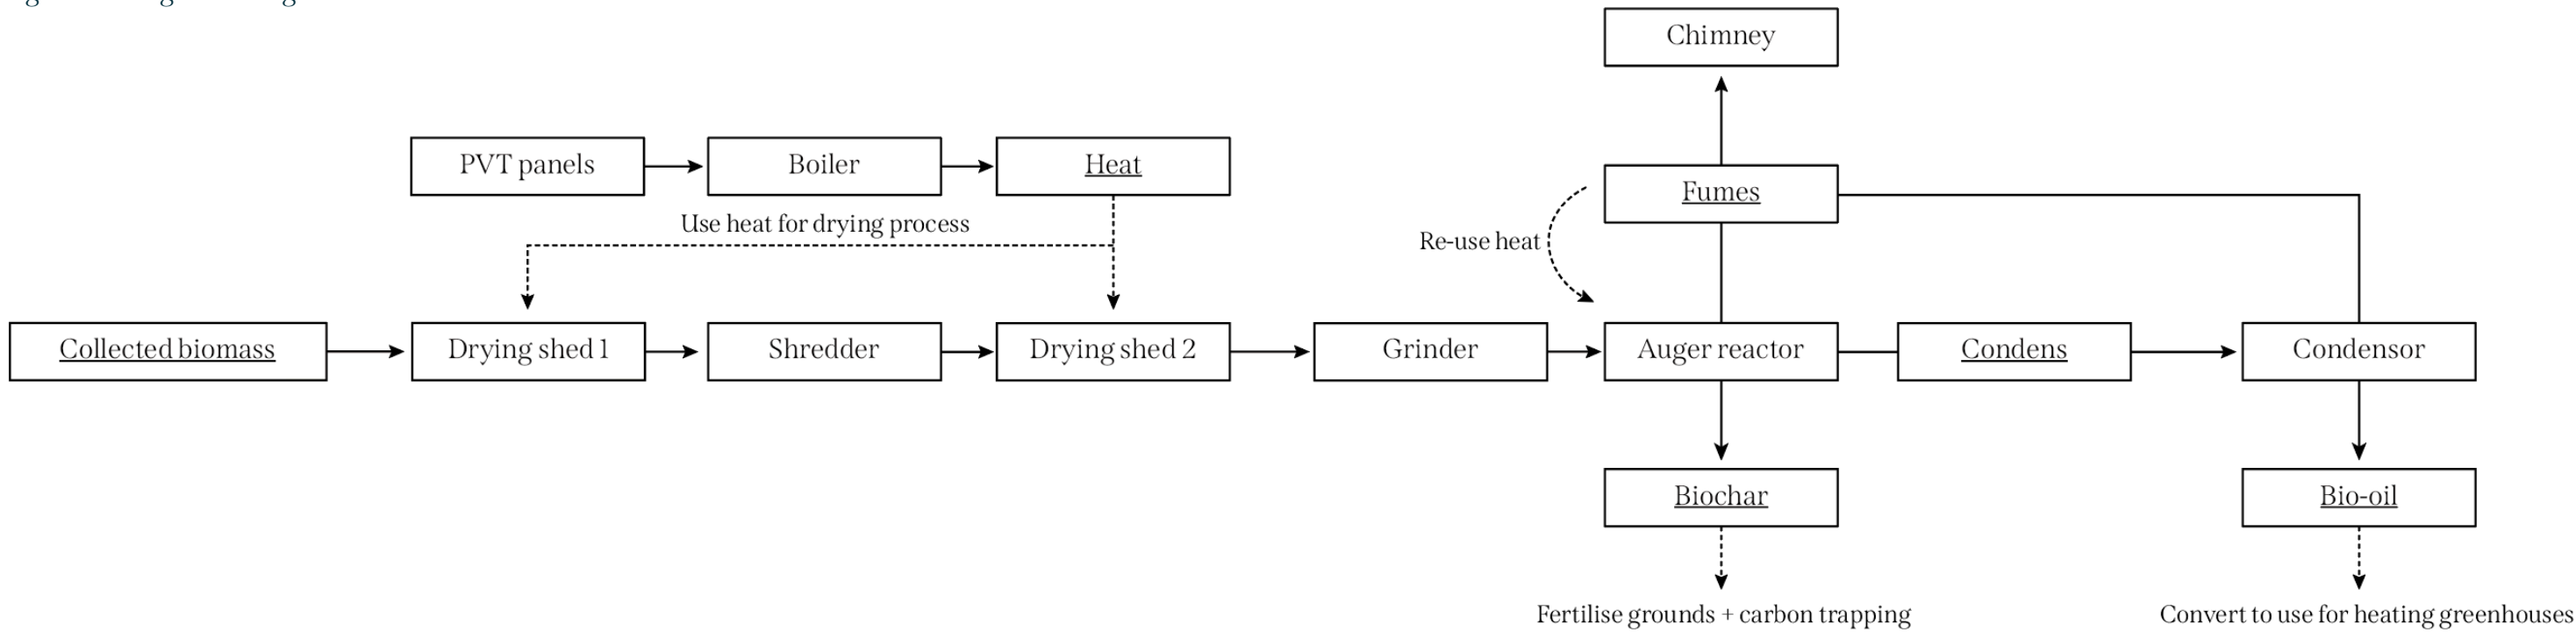 Chimney
PVT panels
Boiler
Heat
Fumes
Use heat for drying process
Re-use heat
Collected biomass
Drying shed 1
Shredder
Drying shed 2
Grinder
Auger reactor
Condens
Condensor
Biochar
Bio-oil
Fertilise grounds + carbon trapping
Convert to use for heating greenhouses